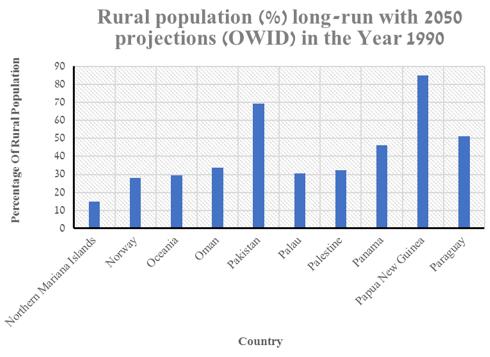 Rural population (%) long-run with 2050
projections (OWID) in the Year 1990
Percentage Of Rural Population
90
80
70
60
50
40
30
20
10
0
Northern Mariana Islands
Norway
Oceania
Oman
Pakistan
Palau
Palestine
Panama
Papua New Guinea
Paraguay
Country